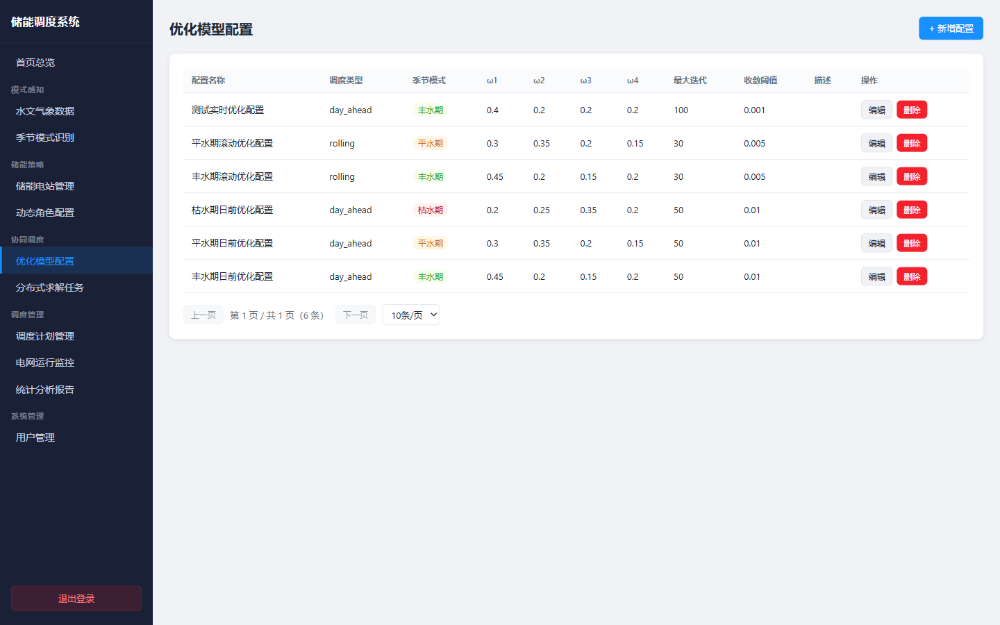 储能调度系统
首页总览
模式感知
水文气象数据
季节模式识别
储能策略
储能电站管理
动态角色配置
协同调度
优化模型配置
分布式求解任务
调度管理
调度计划管理
电网运行监控
统计分析报告
系统管理
用户管理
退出登录
优化模型配置
+ 新增配置
配置名称 调度类型 季节模式 ω1 ω2 ω3 ω4 最大迭代 收敛阈值 描述 操作
测试实时优化配置 day_ahead 丰水期 0.4 0.2 0.2 0.2 100 0.001 编辑 删除
平水期滚动优化配置 rolling 平水期 0.3 0.35 0.2 0.15 30 0.005 编辑 删除
丰水期滚动优化配置 rolling 丰水期 0.45 0.2 0.15 0.2 30 0.005 编辑 删除
枯水期日前优化配置 day_ahead 枯水期 0.2 0.25 0.35 0.2 50 0.01 编辑 删除
平水期日前优化配置 day_ahead 平水期 0.3 0.35 0.2 0.15 50 0.01 编辑 删除
丰水期日前优化配置 day_ahead 丰水期 0.45 0.2 0.15 0.2 50 0.01 编辑 删除
上一页 第 1 页 / 共 1 页（6 条） 下一页 10条/页